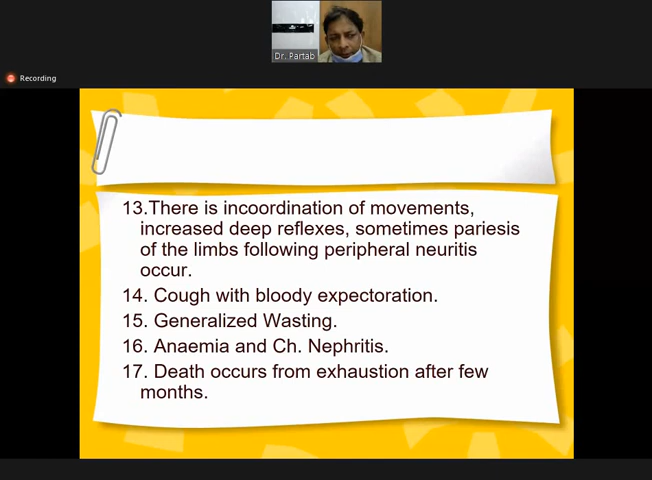 Dr. Partab
Recording
13.There is incoordination of movements,
increased deep reflexes, sometimes pariesis
of the limbs following peripheral neuritis
occur.
14. Cough with bloody expectoration.
15. Generalized Wasting.
16. Anaemia and Ch. Nephritis.
17. Death occurs from exhaustion after few
months.